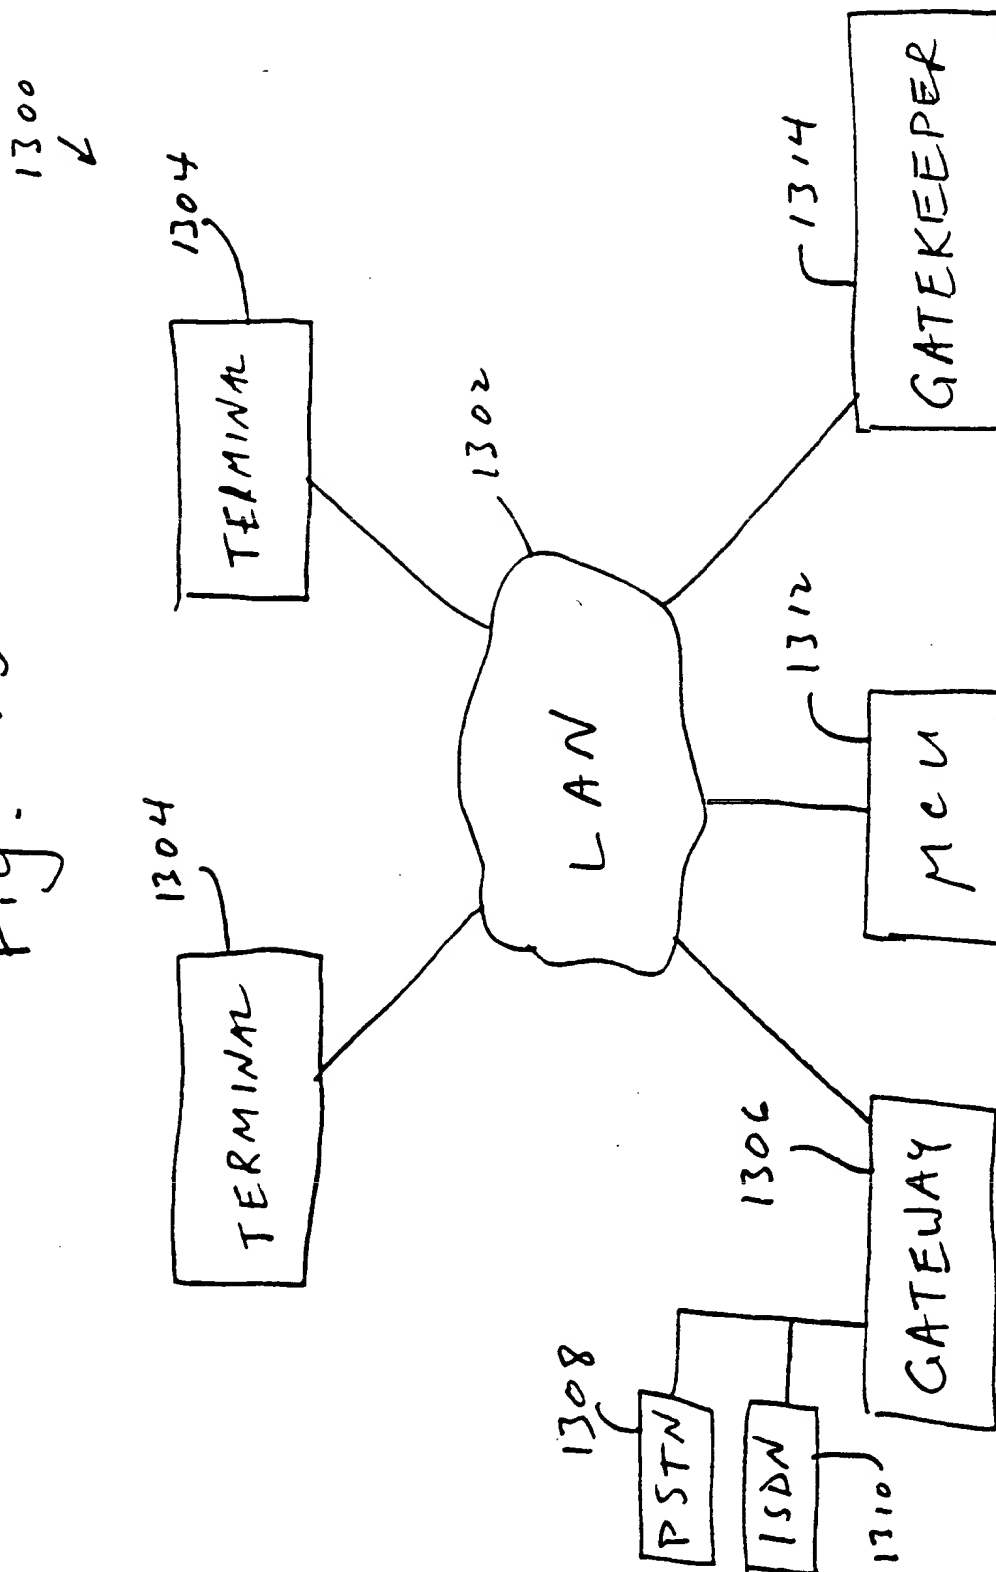 1300
1304
TERMINAL
1304
TERMINAL
1302
LAN
1308
PSTN
ISDN
1310
1306
GATEWAY
1312
MCU
1314
GATEKEEPER